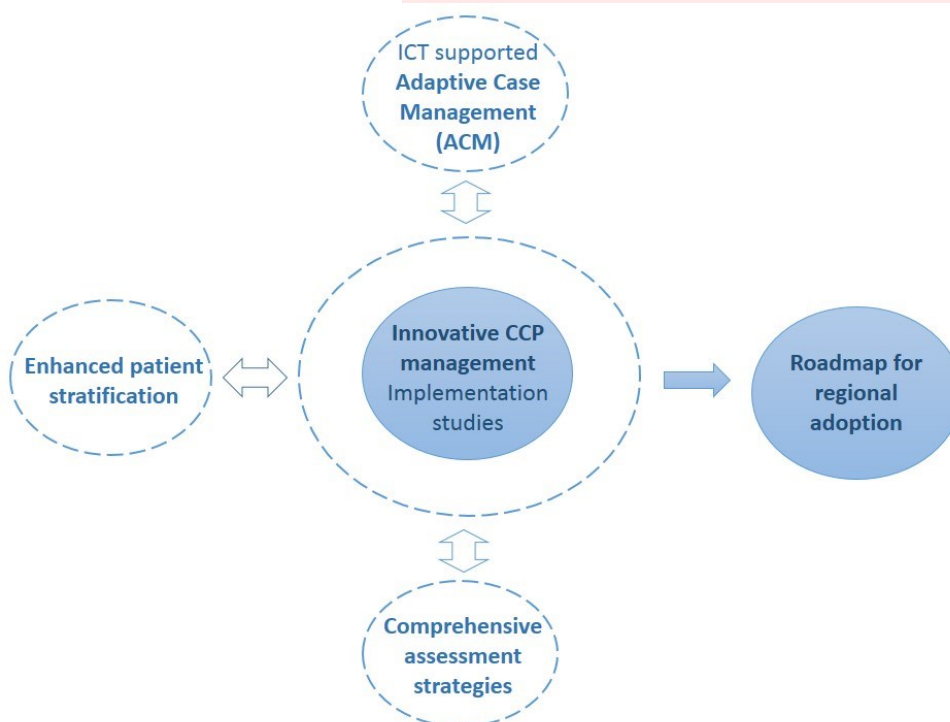 ICT supported
Adaptive Case
Management
(ACM)
Enhanced patient
stratification
Innovative CCP
management
Implementation
studies
Roadmap for
regional
adoption
Comprehensive
assessment
strategies